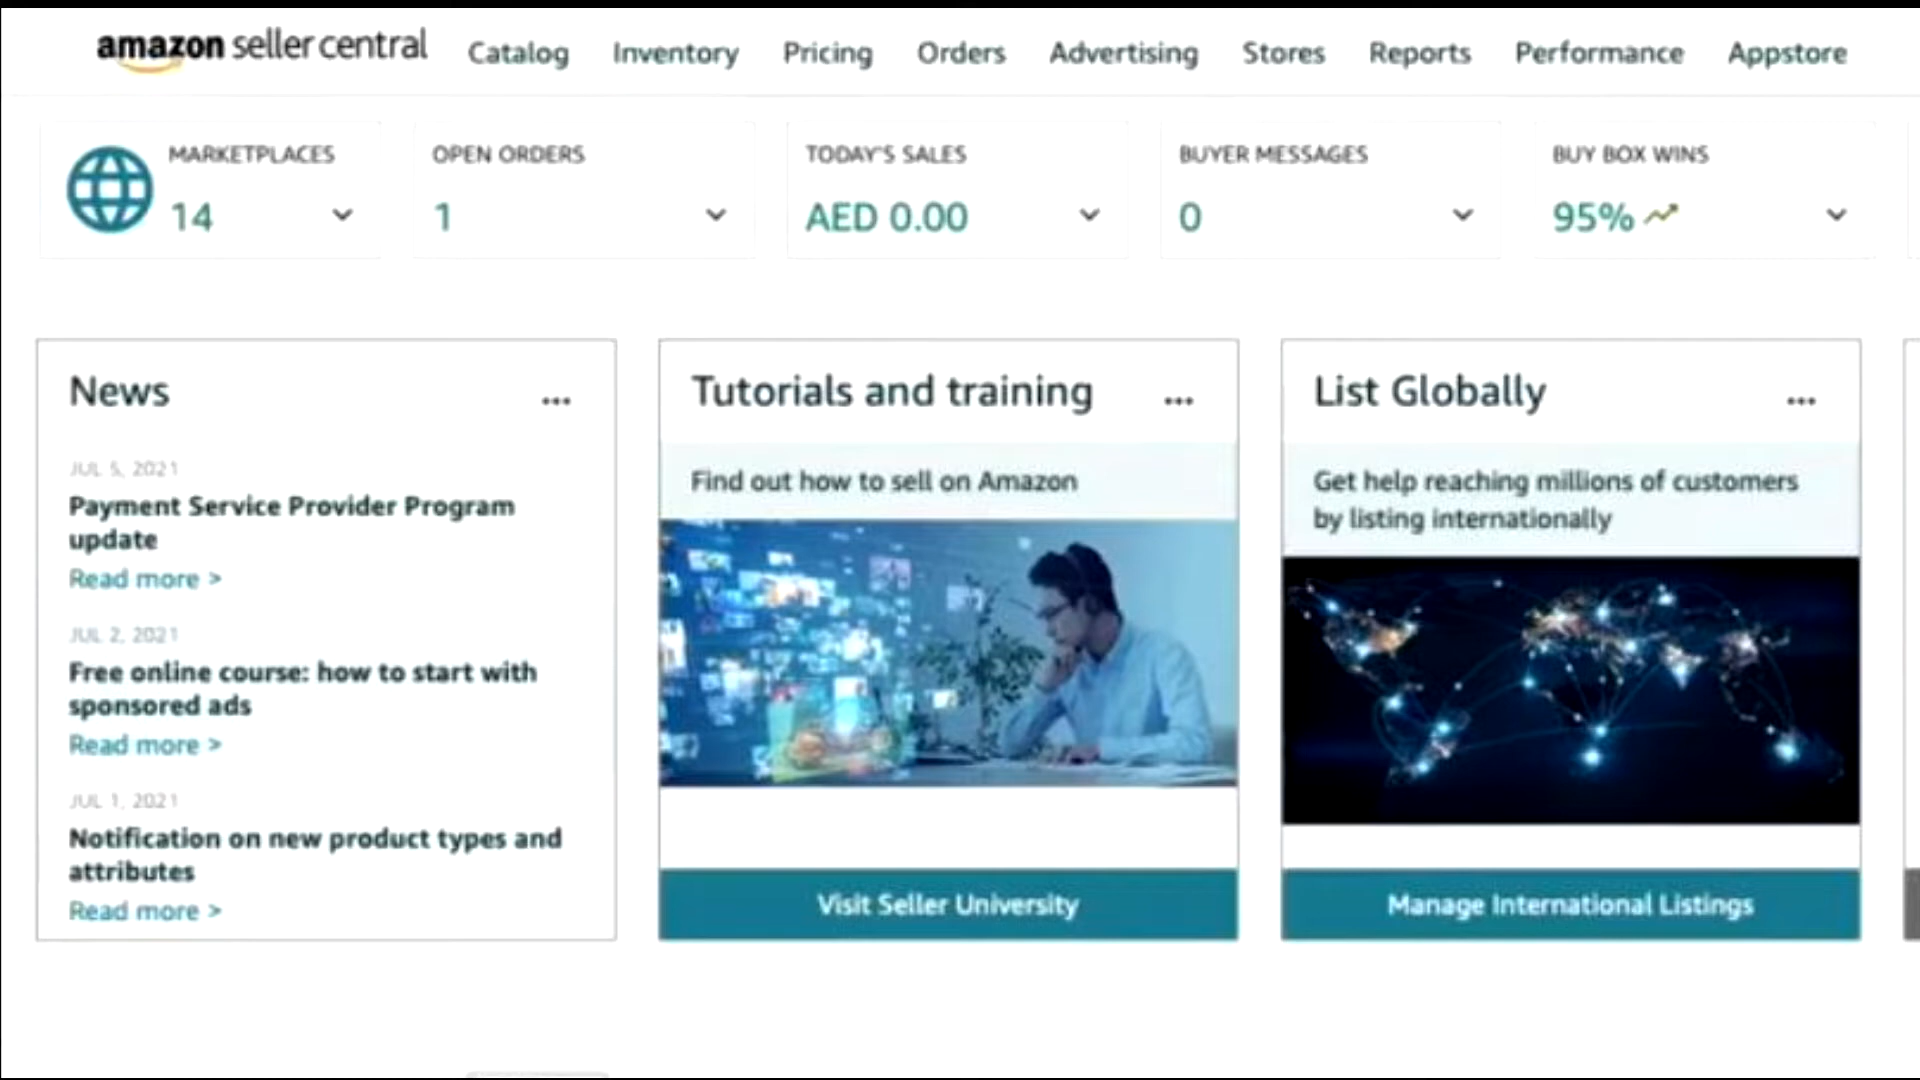 amazon seller central Catalog Inventory Pricing Orders Advertising Stores Reports Performance Appstore
MARKETPLACES
14
OPEN ORDERS
1
TODAY'S SALES
AED 0.00
BUYER MESSAGES
0
BUY BOX WINS
95%
News
JUL 5, 2021
Payment Service Provider Program
update
Read more >
JUL 2, 2021
Free online course: how to start with
sponsored ads
Read more >
JUL 1, 2021
Notification on new product types and
attributes
Read more >
Tutorials and training
Find out how to sell on Amazon
Visit Seller University
List Globally
Get help reaching millions of customers
by listing internationally
Manage International Listings